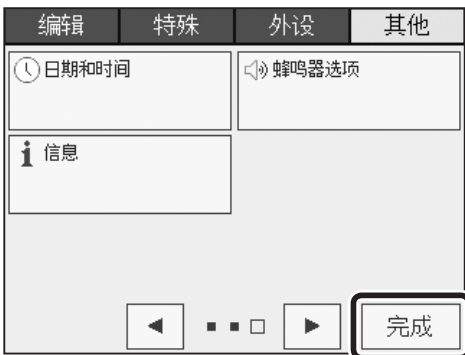 编辑 特殊 外设 其他
日期和时间 蜂鸣器选项
信息
完成